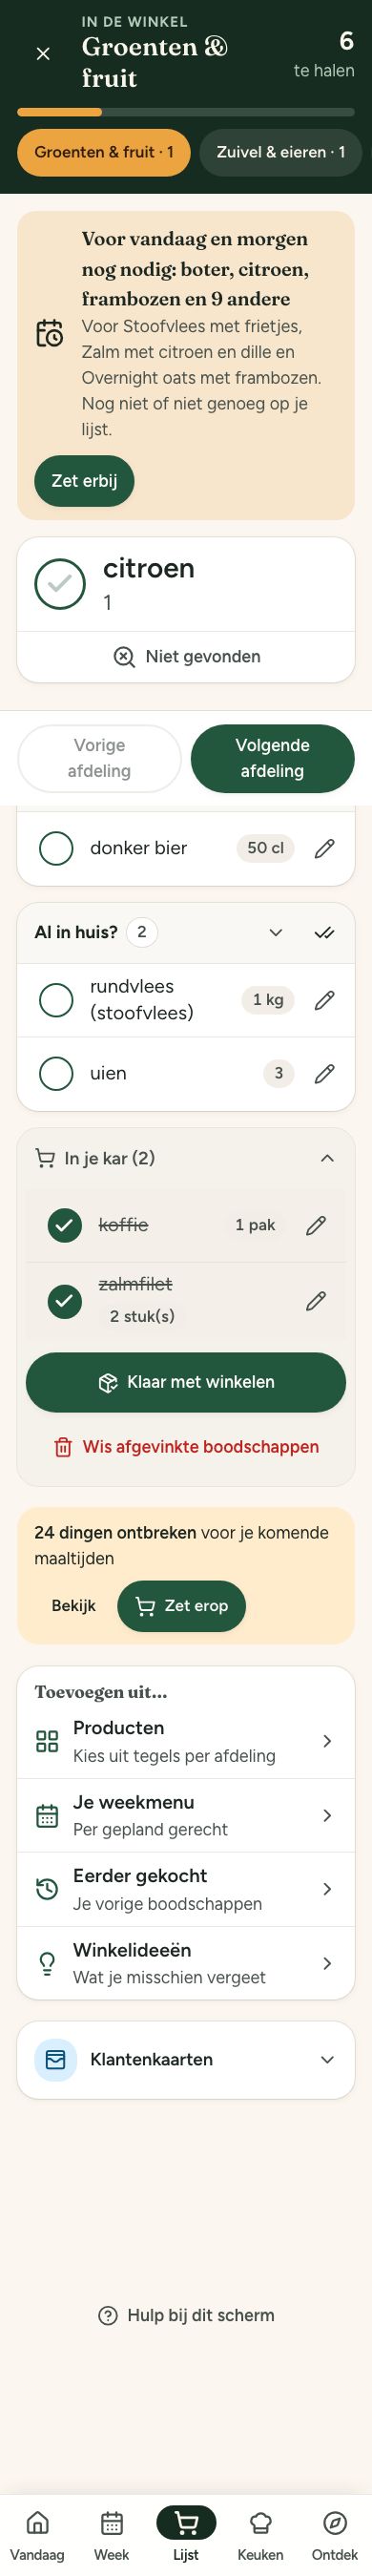 IN DE WINKEL
Groenten &
fruit
6
te halen
Groenten & fruit · 1
Zuivel & eieren · 1
Voor vandaag en morgen
nog nodig: boter, citroen,
frambozen en 9 andere
Voor Stoofvlees met frietjes,
Zalm met citroen en dille en
Overnight oats met frambozen.
Nog niet of niet genoeg op je
lijst.
Zet erbij
citroen
1
Niet gevonden
Vorige
afdeling
Volgende
afdeling
donker bier
50 cl
Al in huis? 2
rundvlees
(stoofvlees)
1 kg
uien
3
In je kar (2)
koffie
1 pak
zalmfilet
2 stuk(s)
Klaar met winkelen
Wis afgevinkte boodschappen
24 dingen ontbreken voor je komende
maaltijden
Bekijk
Zet erop
Toevoegen uit...
Producten
Kies uit tegels per afdeling
Je weekmenu
Per gepland gerecht
Eerder gekocht
Je vorige boodschappen
Winkelideeën
Wat je misschien vergeet
Klantenkaarten
Hulp bij dit scherm
Vandaag
Week
Lijst
Keuken
Ontdek